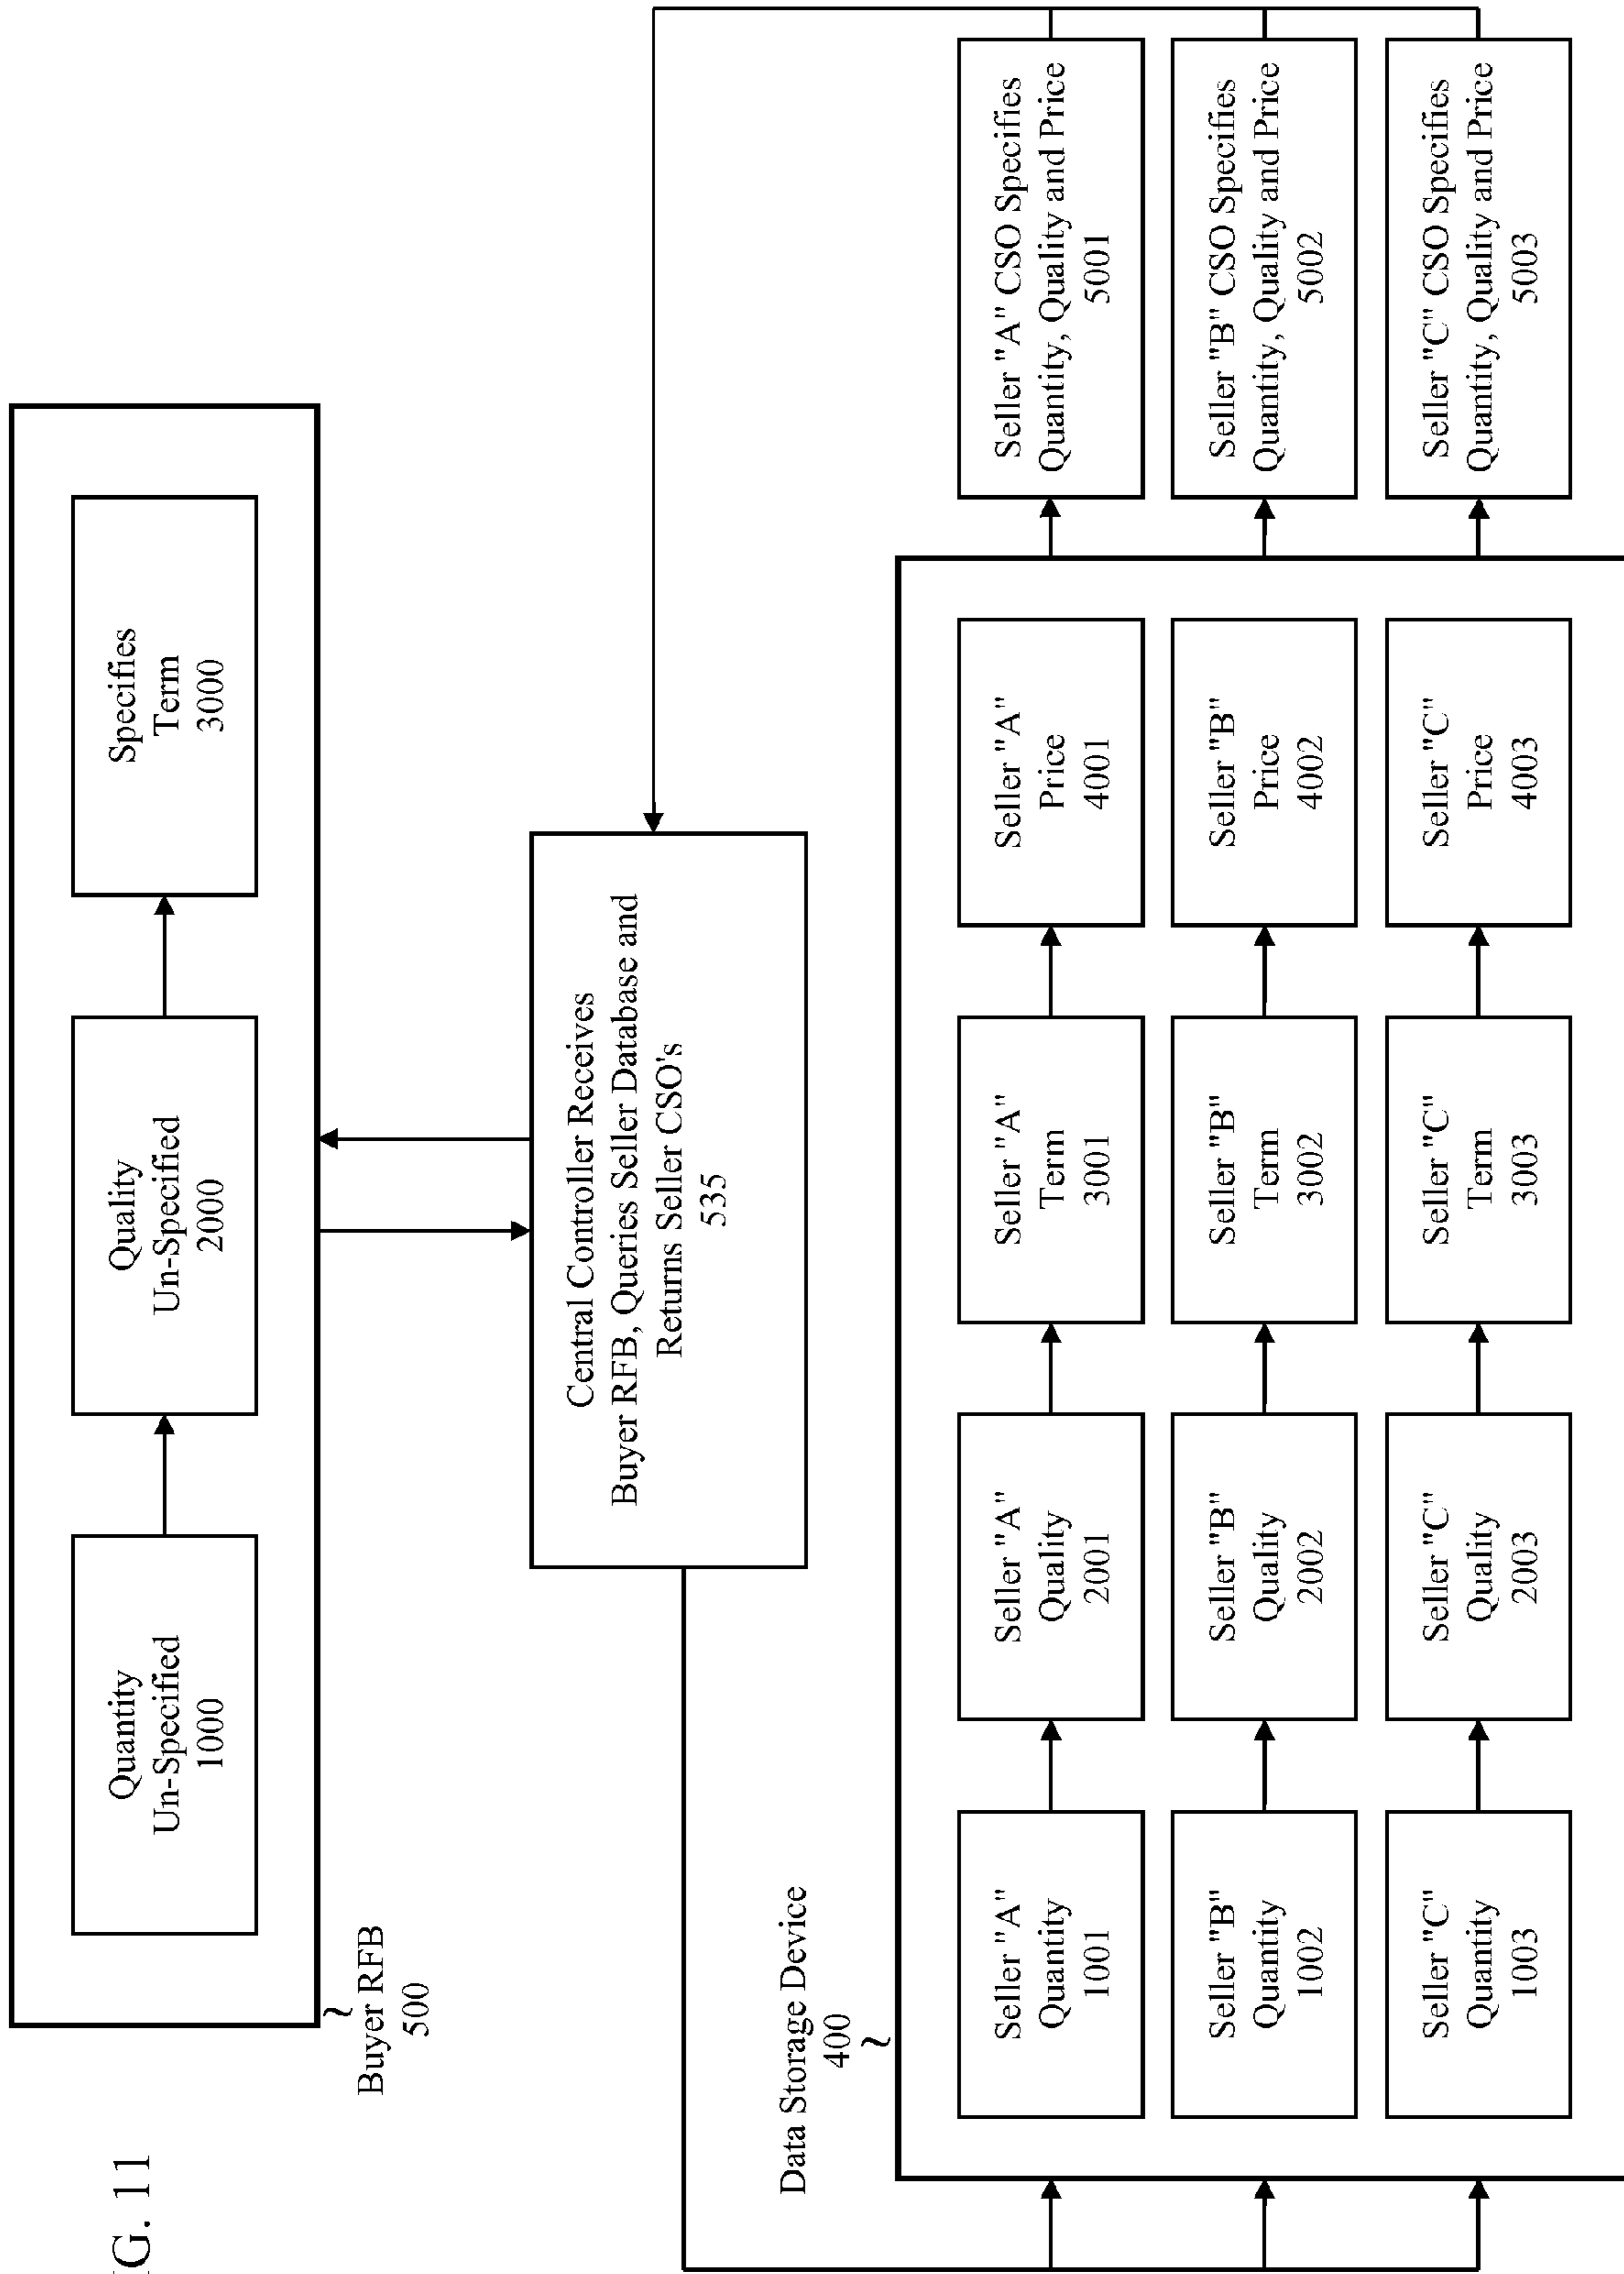 G. 11
Quantity
Un-Specified
1000
Quality
Un-Specified
2000
Specifies
Term
3000
Buyer RFB
500
Central Controller Receives
Buyer RFB, Queries Seller Database and
Returns Seller CSO's
535
Data Storage Device
400
Seller "A"
Quantity
1001
Seller "A"
Quality
2001
Seller "A"
Term
3001
Seller "A"
Price
4001
Seller "A" CSO Specifies
Quantity, Quality and Price
5001
Seller "B"
Quantity
1002
Seller "B"
Quality
2002
Seller "B"
Term
3002
Seller "B"
Price
4002
Seller "B" CSO Specifies
Quantity, Quality and Price
5002
Seller "C"
Quantity
1003
Seller "C"
Quality
2003
Seller "C"
Term
3003
Seller "C"
Price
4003
Seller "C" CSO Specifies
Quantity, Quality and Price
5003